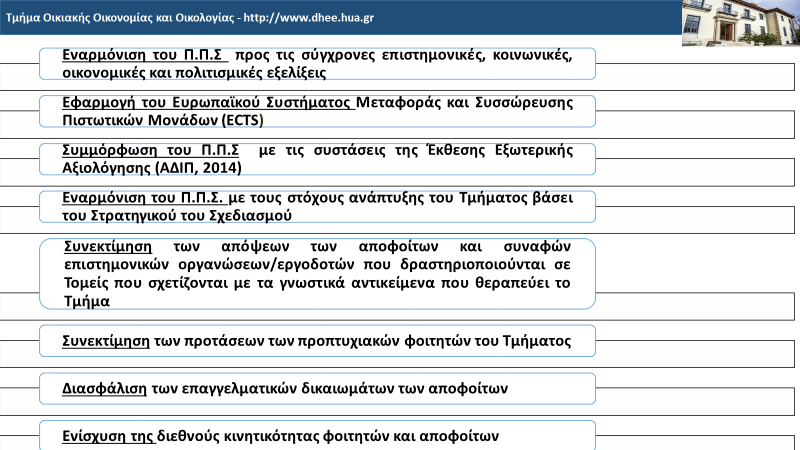 Τμήμα Οικιακής Οικονομίας και Οικολογίας - http://www.dhee.hua.gr
Εναρμόνιση του Π.Π.Σ προς τις σύγχρονες επιστημονικές, κοινωνικές,
οικονομικές και πολιτισμικές εξελίξεις
Εφαρμογή του Ευρωπαϊκού Συστήματος Μεταφοράς και Συσσώρευσης
Πιστωτικών Μονάδων (ECTS)
Συμμόρφωση του Π.Π.Σ με τις συστάσεις της Έκθεσης Εξωτερικής
Αξιολόγησης (ΑΔΙΠ, 2014)
Εναρμόνιση του Π.Π.Σ. με τους στόχους ανάπτυξης του Τμήματος βάσει
του Στρατηγικού του Σχεδιασμού
Συνεκτίμηση των απόψεων των αποφοίτων και συναφών
επιστημονικών οργανώσεων/εργοδοτών που δραστηριοποιούνται σε
Τομείς που σχετίζονται με τα γνωστικά αντικείμενα που θεραπεύει το
Τμήμα
Συνεκτίμηση των προτάσεων των προπτυχιακών φοιτητών του Τμήματος
Διασφάλιση των επαγγελματικών δικαιωμάτων των αποφοίτων
Ενίσχυση της διεθνούς κινητικότητας φοιτητών και αποφοίτων